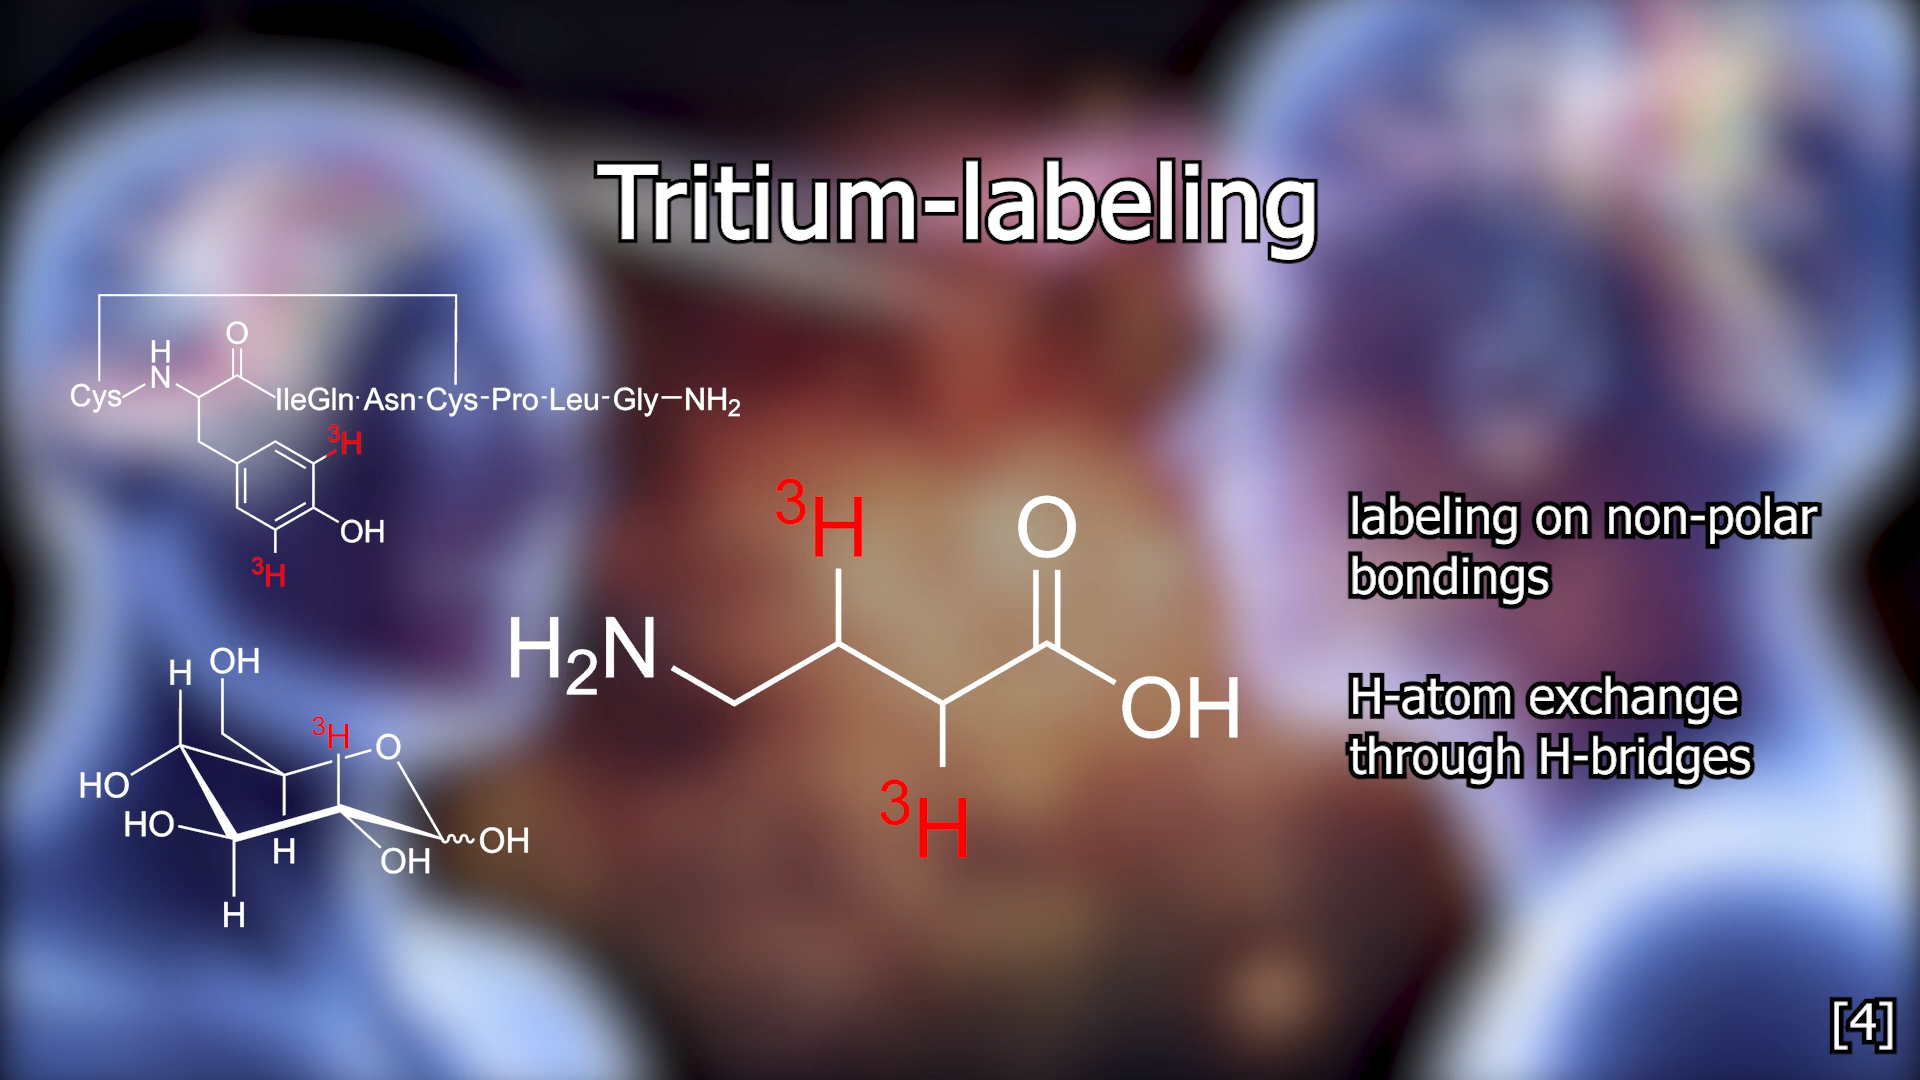 Tritium-labeling
O
H
N
Cys
IleGln·Asn-Cys-Pro-Leu-Gly-NH2
3H
OH
3H
3H
O
H2N
OH
3H
labeling on non-polar
bondings
H-atom exchange
through H-bridges
H
OH
3H
O
HO
HO
OH
H
OH
H
[4]